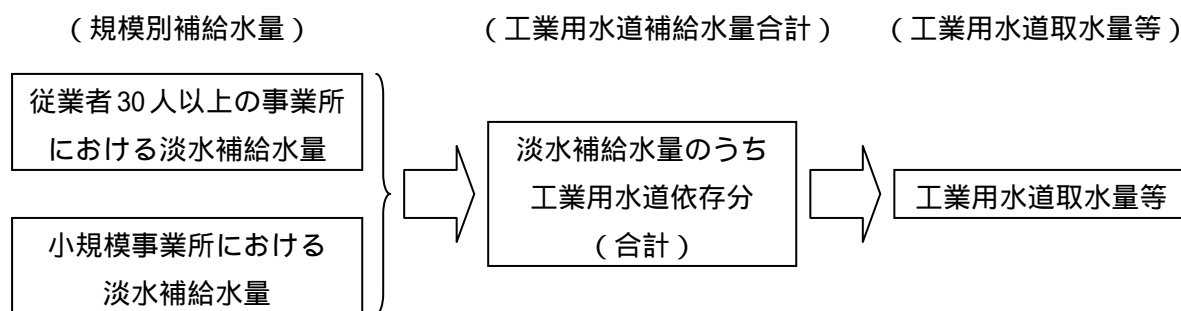 （規模別補給水量）
（工業用水道補給水量合計）
（工業用水道取水量等）
従業者30人以上の事業所
における淡水補給水量
小規模事業所における
淡水補給水量
淡水補給水量のうち
工業用水道依存分
（合計）
工業用水道取水量等